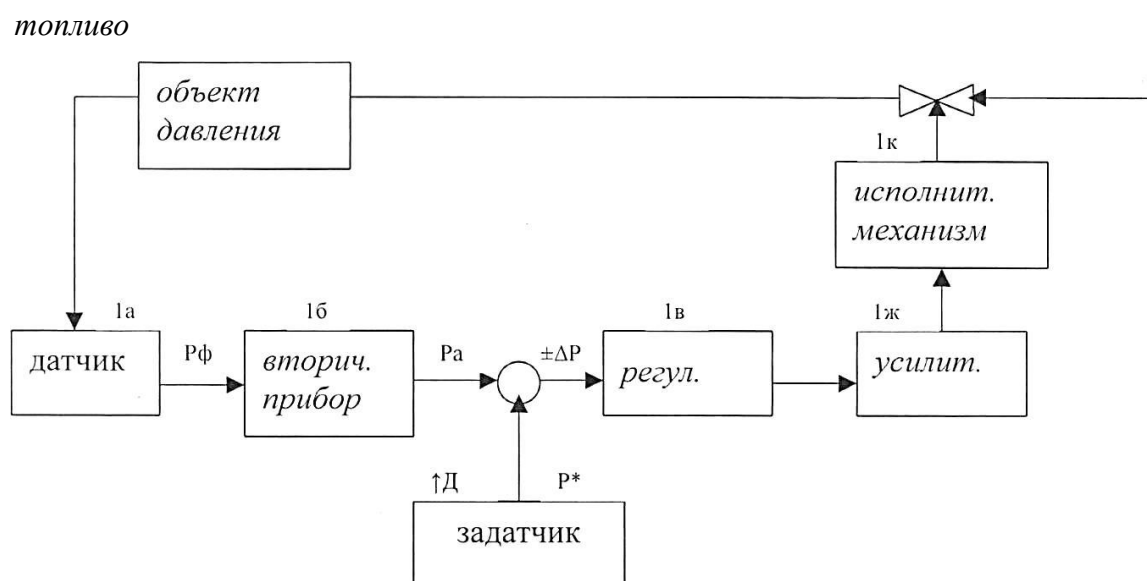 топливо
объект
давления
1к
исполнит.
механизм
1а
1б
1в
1ж
датчик
Рф
вторич.
прибор
Ра
±ΔР
регул.
усилит.
↑Д
Р*
задатчик